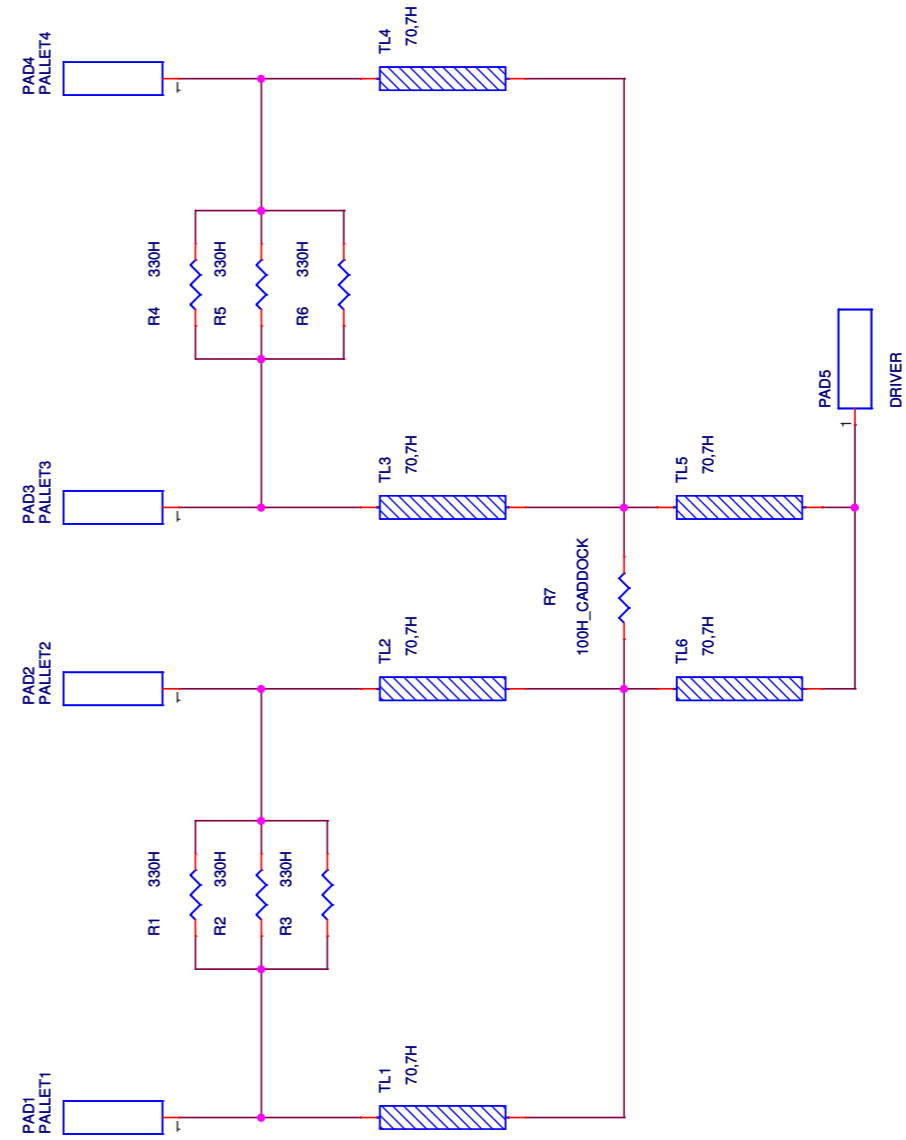 PAD4
PALLET4
1
TL4
70,7H
R4
330H
R5
330H
R6
330H
PAD3
PALLET3
1
TL3
70,7H
TL5
70,7H
PAD5
1
DRIVER
R7
100H_CADDOCK
PAD2
PALLET2
1
TL2
70,7H
TL6
70,7H
R1
330H
R2
330H
R3
330H
PAD1
PALLET1
1
TL1
70,7H